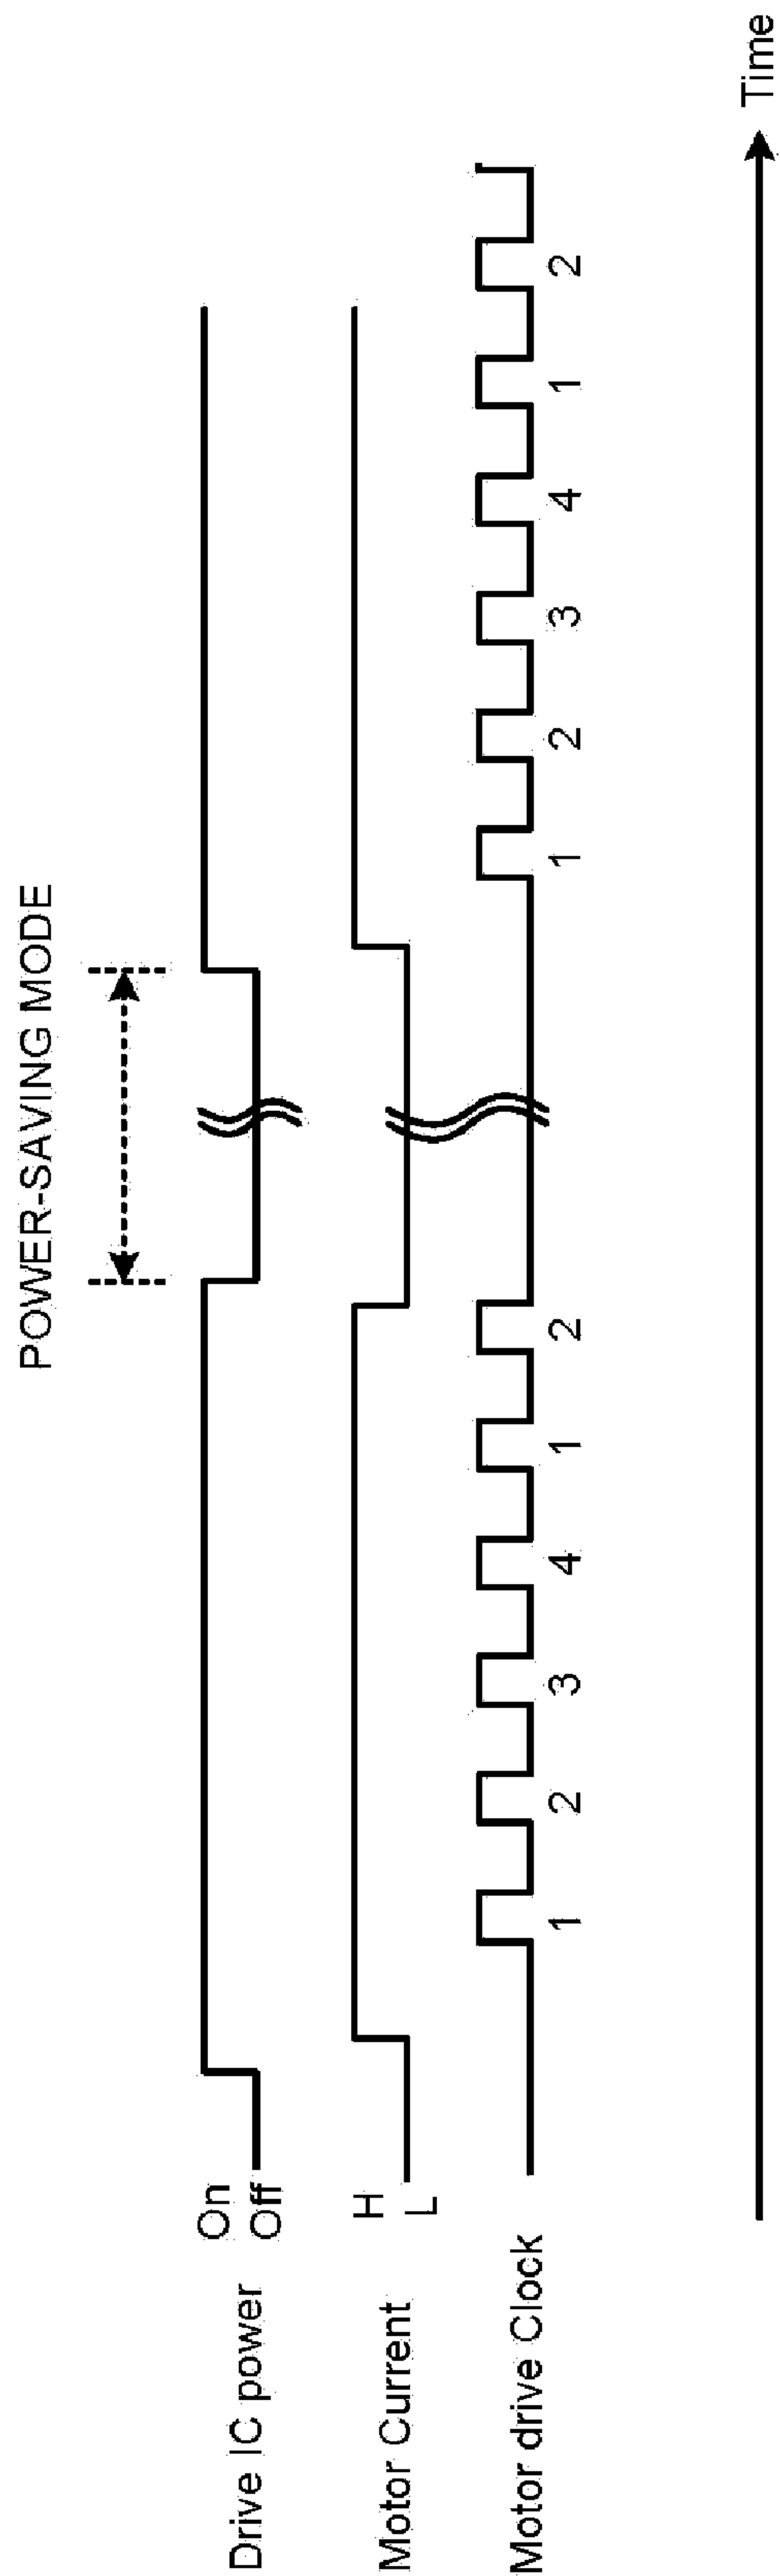 POWER-SAVING MODE
Drive IC power
On
Off
Motor Current
H
L
Motor drive Clock
1 2 3 4 1 2 1 2 3 4 1 2
Time